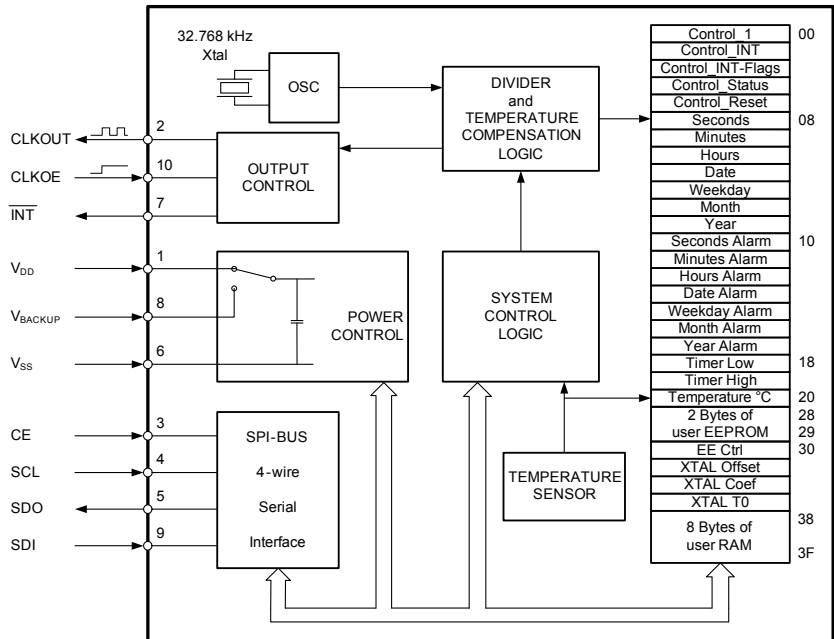 32.768 kHz
Xtal
OSC
DIVIDER
and
TEMPERATURE
COMPENSATION
LOGIC
CLKOUT
2
CLKOE
10
INT
7
OUTPUT
CONTROL
V_DD
1
V_BACKUP
8
V_SS
6
POWER
CONTROL
SYSTEM
CONTROL
LOGIC
CE
3
SCL
4
SDO
5
SDI
9
SPI-BUS
4-wire
Serial
Interface
TEMPERATURE
SENSOR
Control_1 00
Control_INT
Control_INT-Flags
Control_Status
Control_Reset
Seconds 08
Minutes
Hours
Date
Weekday
Month
Year
Seconds Alarm 10
Minutes Alarm
Hours Alarm
Date Alarm
Weekday Alarm
Month Alarm
Year Alarm
Timer Low 18
Timer High
Temperature °C 20
2 Bytes of 28
user EEPROM 29
EE Ctrl 30
XTAL Offset
XTAL Coef
XTAL T0
38
8 Bytes of
user RAM
3F